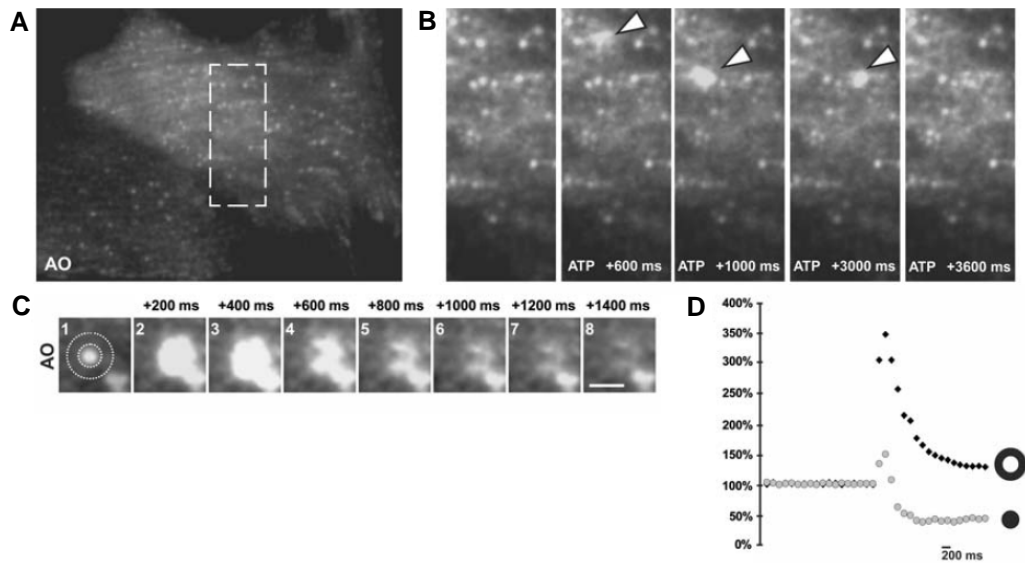 A
AO
B
ATP +600 ms
ATP +1000 ms
ATP +3000 ms
ATP +3600 ms
C
+200 ms +400 ms +600 ms +800 ms +1000 ms +1200 ms +1400 ms
AO
1 2 3 4 5 6 7 8
D
400%
350%
300%
250%
200%
150%
100%
50%
0%
200 ms